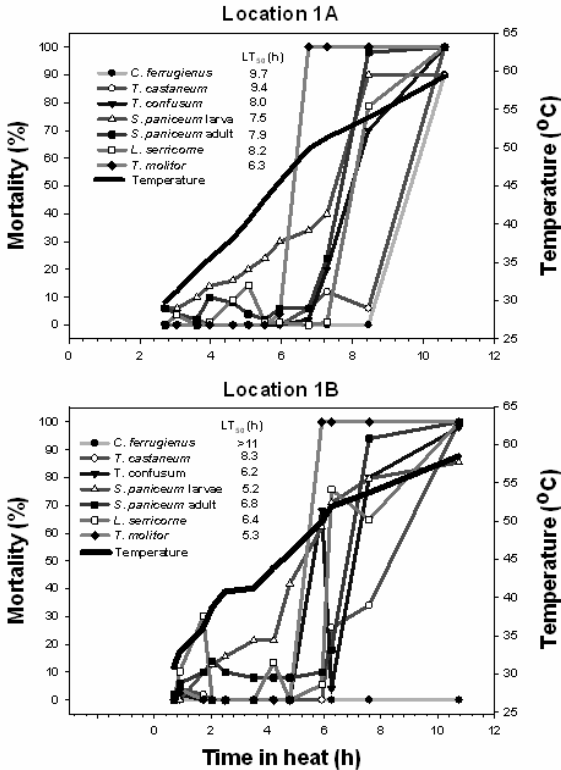 Location 1A
LT50 (h)
C. ferrugienus 9.7
T. castaneum 9.4
T. confusum 8.0
S. paniceum larva 7.5
S. paniceum adult 7.9
L. serricorne 8.2
T. molitor 6.3
Temperature
Mortality (%)
100
90
80
70
60
50
40
30
20
10
0
Temperature (ºC)
65
60
55
50
45
40
35
30
25
0 2 4 6 8 10 12
Location 1B
LT50 (h)
C. ferrugienus >11
T. castaneum 8.3
T. confusum 6.2
S. paniceum larvae 5.2
S. paniceum adult 6.8
L. serricorne 6.4
T. molitor 5.3
Temperature
Mortality (%)
100
90
80
70
60
50
40
30
20
10
0
Temperature (ºC)
65
60
55
50
45
40
35
30
25
0 2 4 6 8 10 12
Time in heat (h)